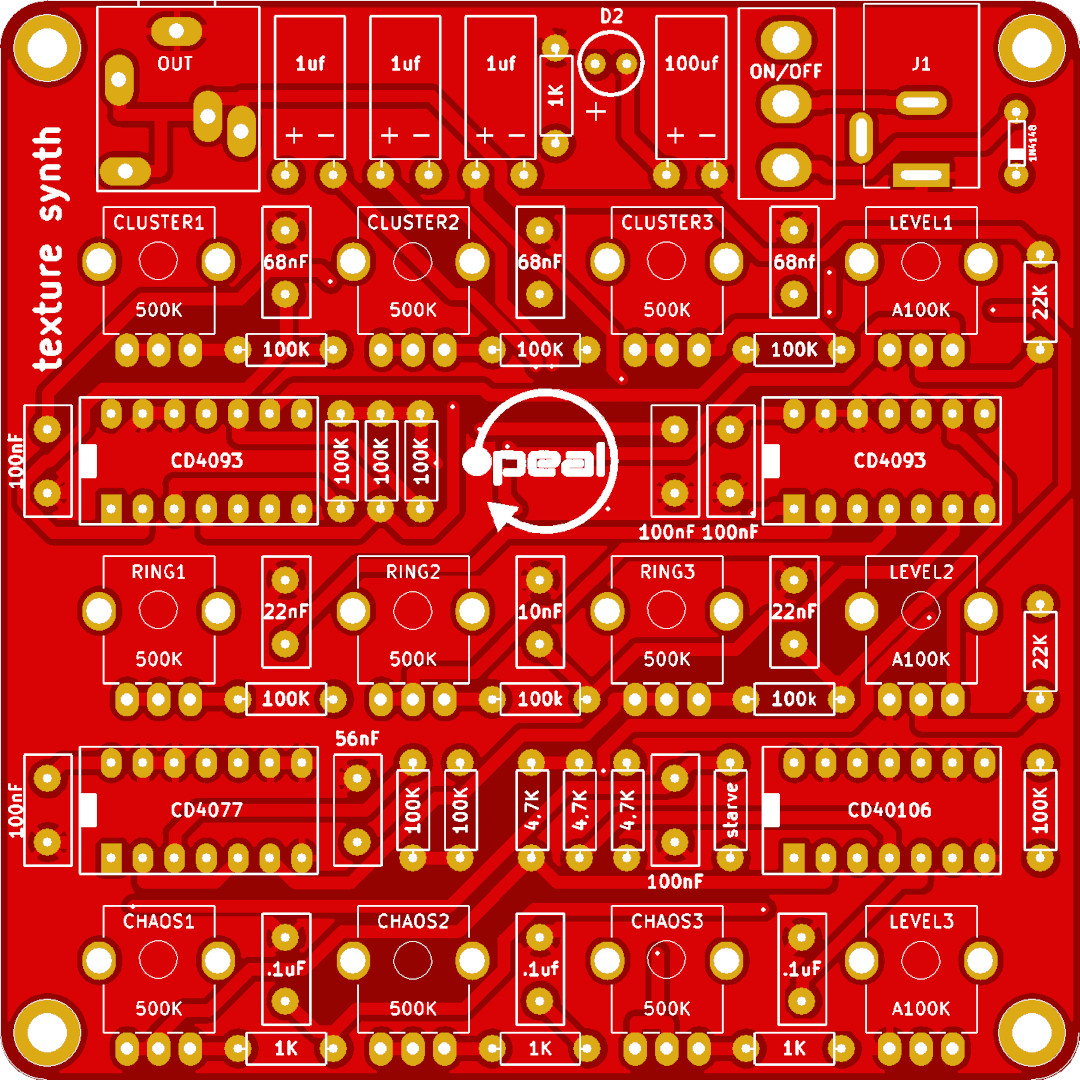 D2
OUT
1uf
1uf
1uf
1K
100uf
ON/OFF
J1
+ -
+ -
+ -
+
+ -
1N4148
texture synth
CLUSTER1
68nF
CLUSTER2
68nF
CLUSTER3
68nf
LEVEL1
22K
500K
500K
500K
A100K
100K
100K
100K
100nF
CD4093
100K
100K
100K
opeal
100nF
100nF
CD4093
RING1
22nF
RING2
10nF
RING3
22nF
LEVEL2
22K
500K
500K
500K
A100K
100K
100k
100k
56nF
100nF
CD4077
100K
100K
4,7K
4,7K
4,7K
starve
CD40106
100K
100nF
CHAOS1
.1uF
CHAOS2
.1uf
CHAOS3
.1uF
LEVEL3
500K
500K
500K
A100K
1K
1K
1K